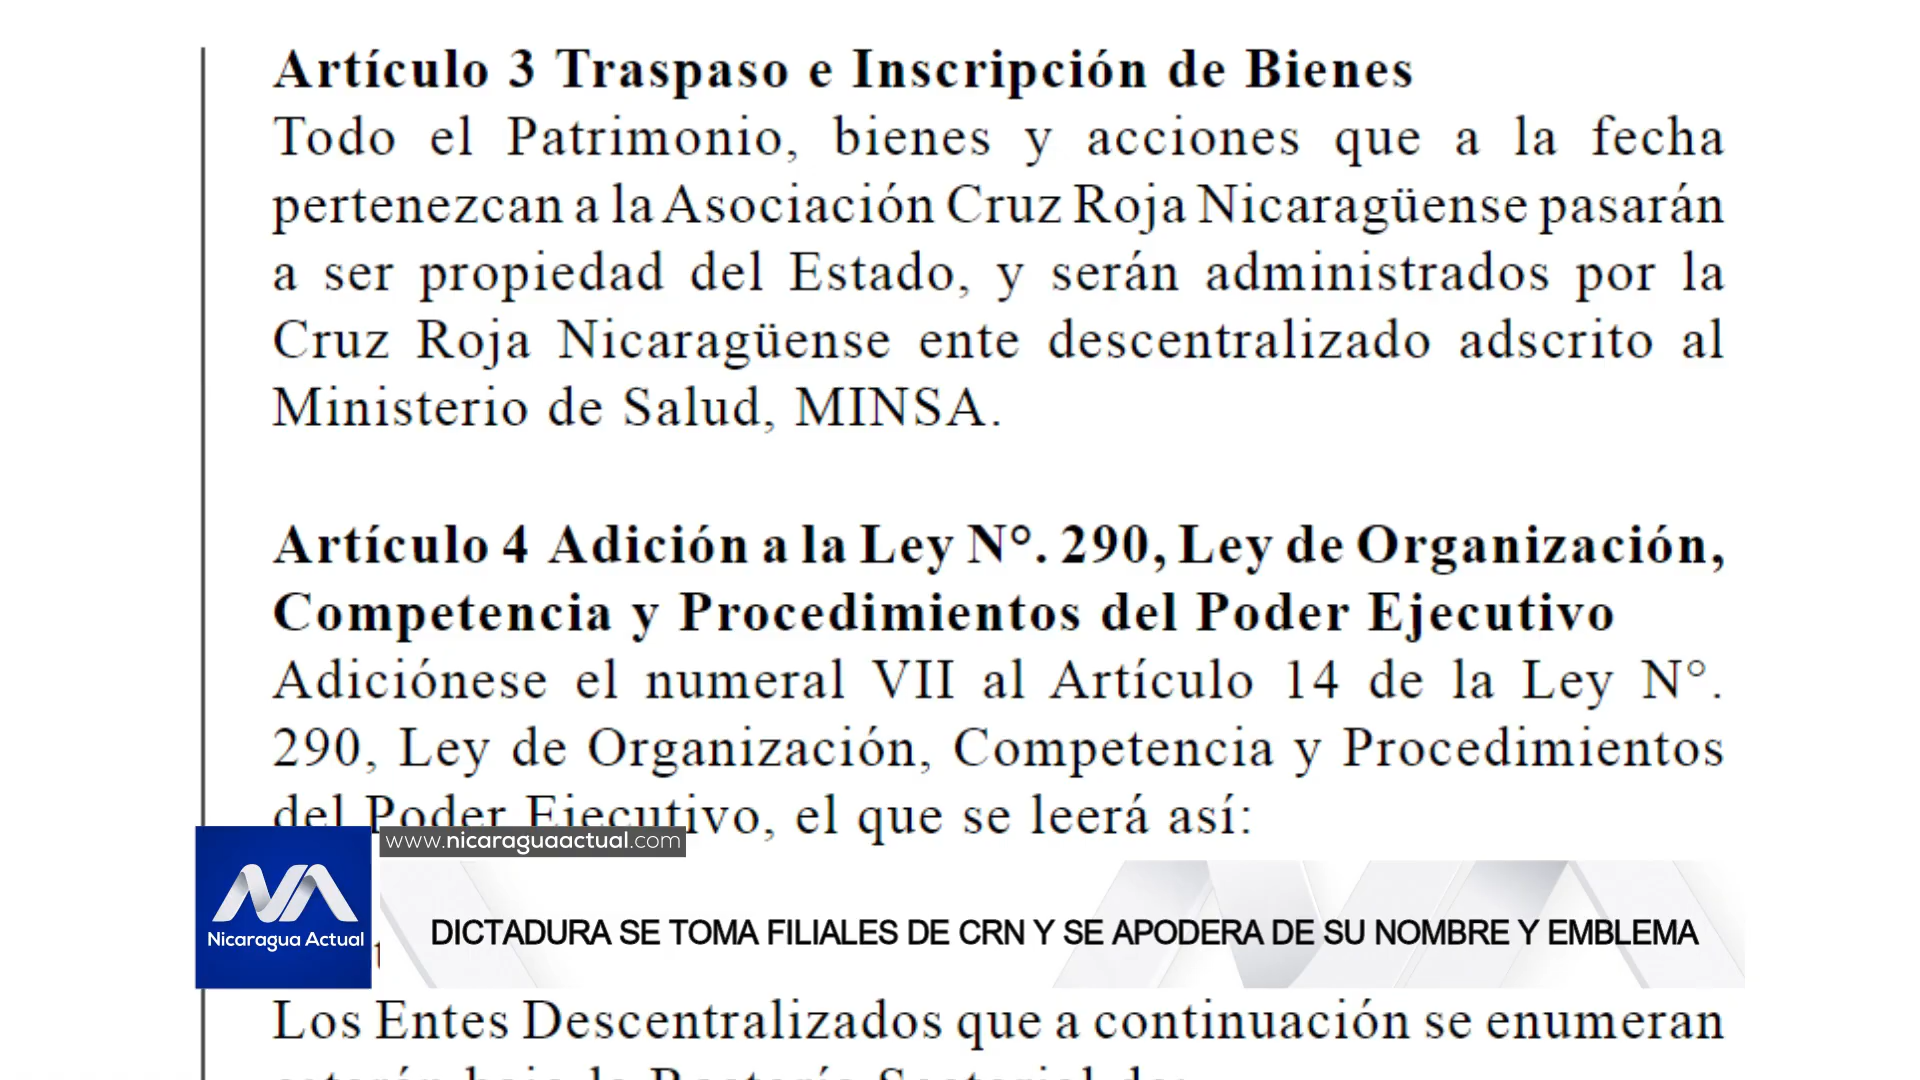 Artículo 3 Traspaso e Inscripción de Bienes
Todo el Patrimonio, bienes y acciones que a la fecha
pertenezcan a la Asociación Cruz Roja Nicaragüense pasarán
a ser propiedad del Estado, y serán administrados por la
Cruz Roja Nicaragüense ente descentralizado adscrito al
Ministerio de Salud, MINSA.
Artículo 4 Adición a la Ley N°. 290, Ley de Organización,
Competencia y Procedimientos del Poder Ejecutivo
Adiciónese el numeral VII al Artículo 14 de la Ley N°.
290, Ley de Organización, Competencia y Procedimientos
del Poder Ejecutivo, el que se leerá así:
www.nicaraguaactual.com
Nicaragua Actual
DICTADURA SE TOMA FILIALES DE CRN Y SE APODERA DE SU NOMBRE Y EMBLEMA
Los Entes Descentralizados que a continuación se enumeran